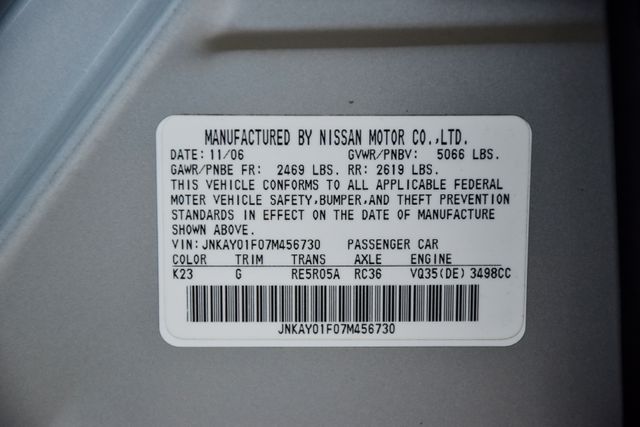 MANUFACTURED BY NISSAN MOTOR CO.,LTD.
DATE: 11/06 GVWR/PNBV: 5066 LBS.
GAWR/PNBE FR: 2469 LBS. RR: 2619 LBS.
THIS VEHICLE CONFORMS TO ALL APPLICABLE FEDERAL
MOTOR VEHICLE SAFETY,BUMPER,AND THEFT PREVENTION
STANDARDS IN EFFECT ON THE DATE OF MANUFACTURE
SHOWN ABOVE.
VIN: JNKAY01F07M456730 PASSENGER CAR
COLOR TRIM TRANS AXLE ENGINE
K23 G RE5R05A RC36 VQ35(DE) 3498CC
JNKAY01F07M456730